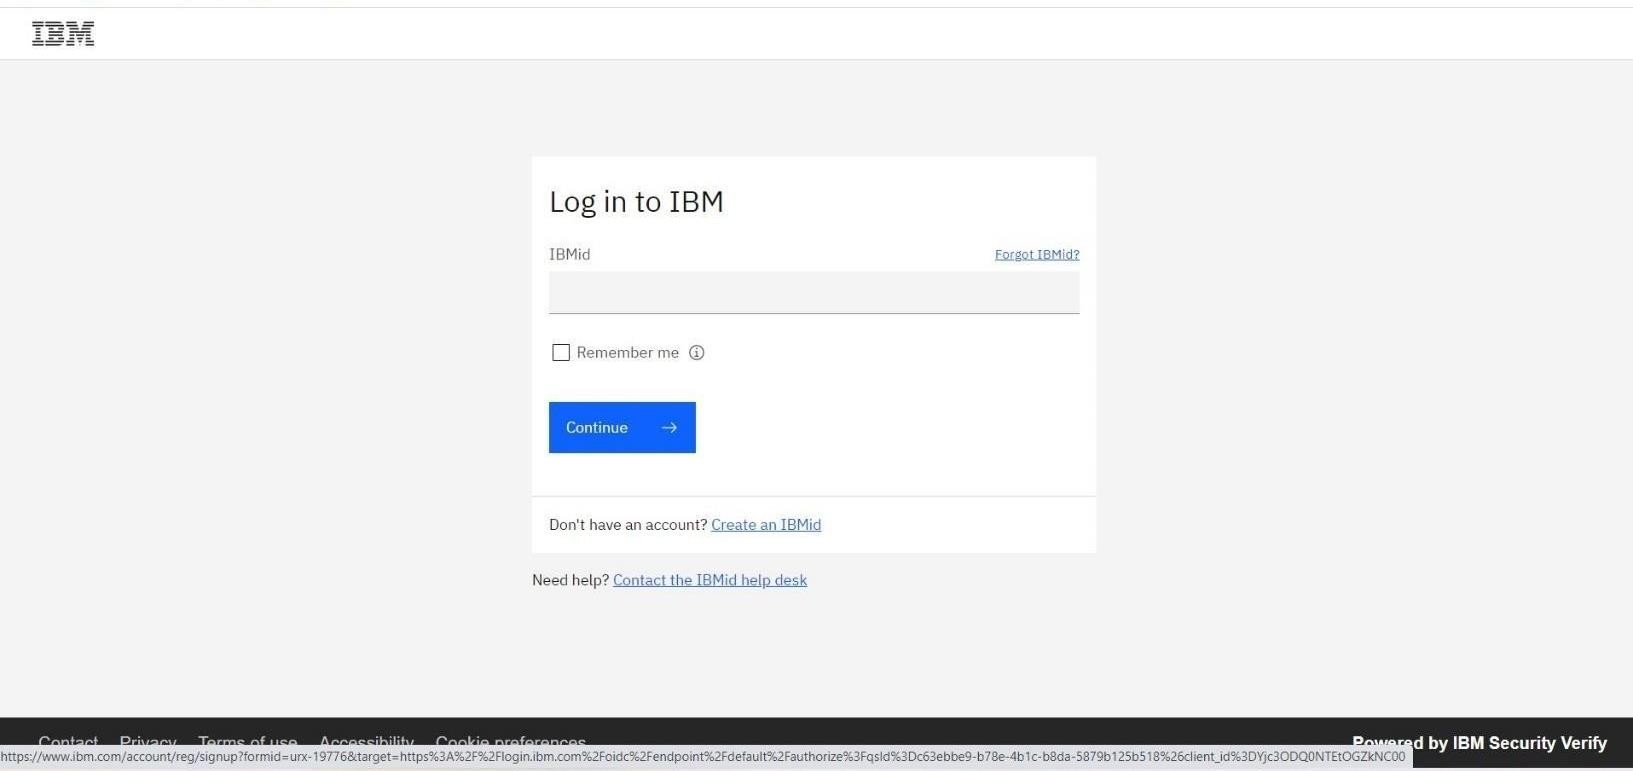 IBM
Log in to IBM
IBMid Forgot IBMid?
Remember me
Continue →
Don't have an account? Create an IBMid
Need help? Contact the IBMid help desk
Contact Privacy Terms of use Accessibility Cookie preferences Powered by IBM Security Verify
https://www.ibm.com/account/reg/signup?formid=urx-19776&target=https%3A%2F%2Flogin.ibm.com%2Foidc%2Fendpoint%2Fdefault%2Fauthorize%3FqsId%3Dc63ebbe9-b78e-4b1c-b8da-5879b125b518%26client_id%3DYjc3ODQ0NTEtOGZkNC00